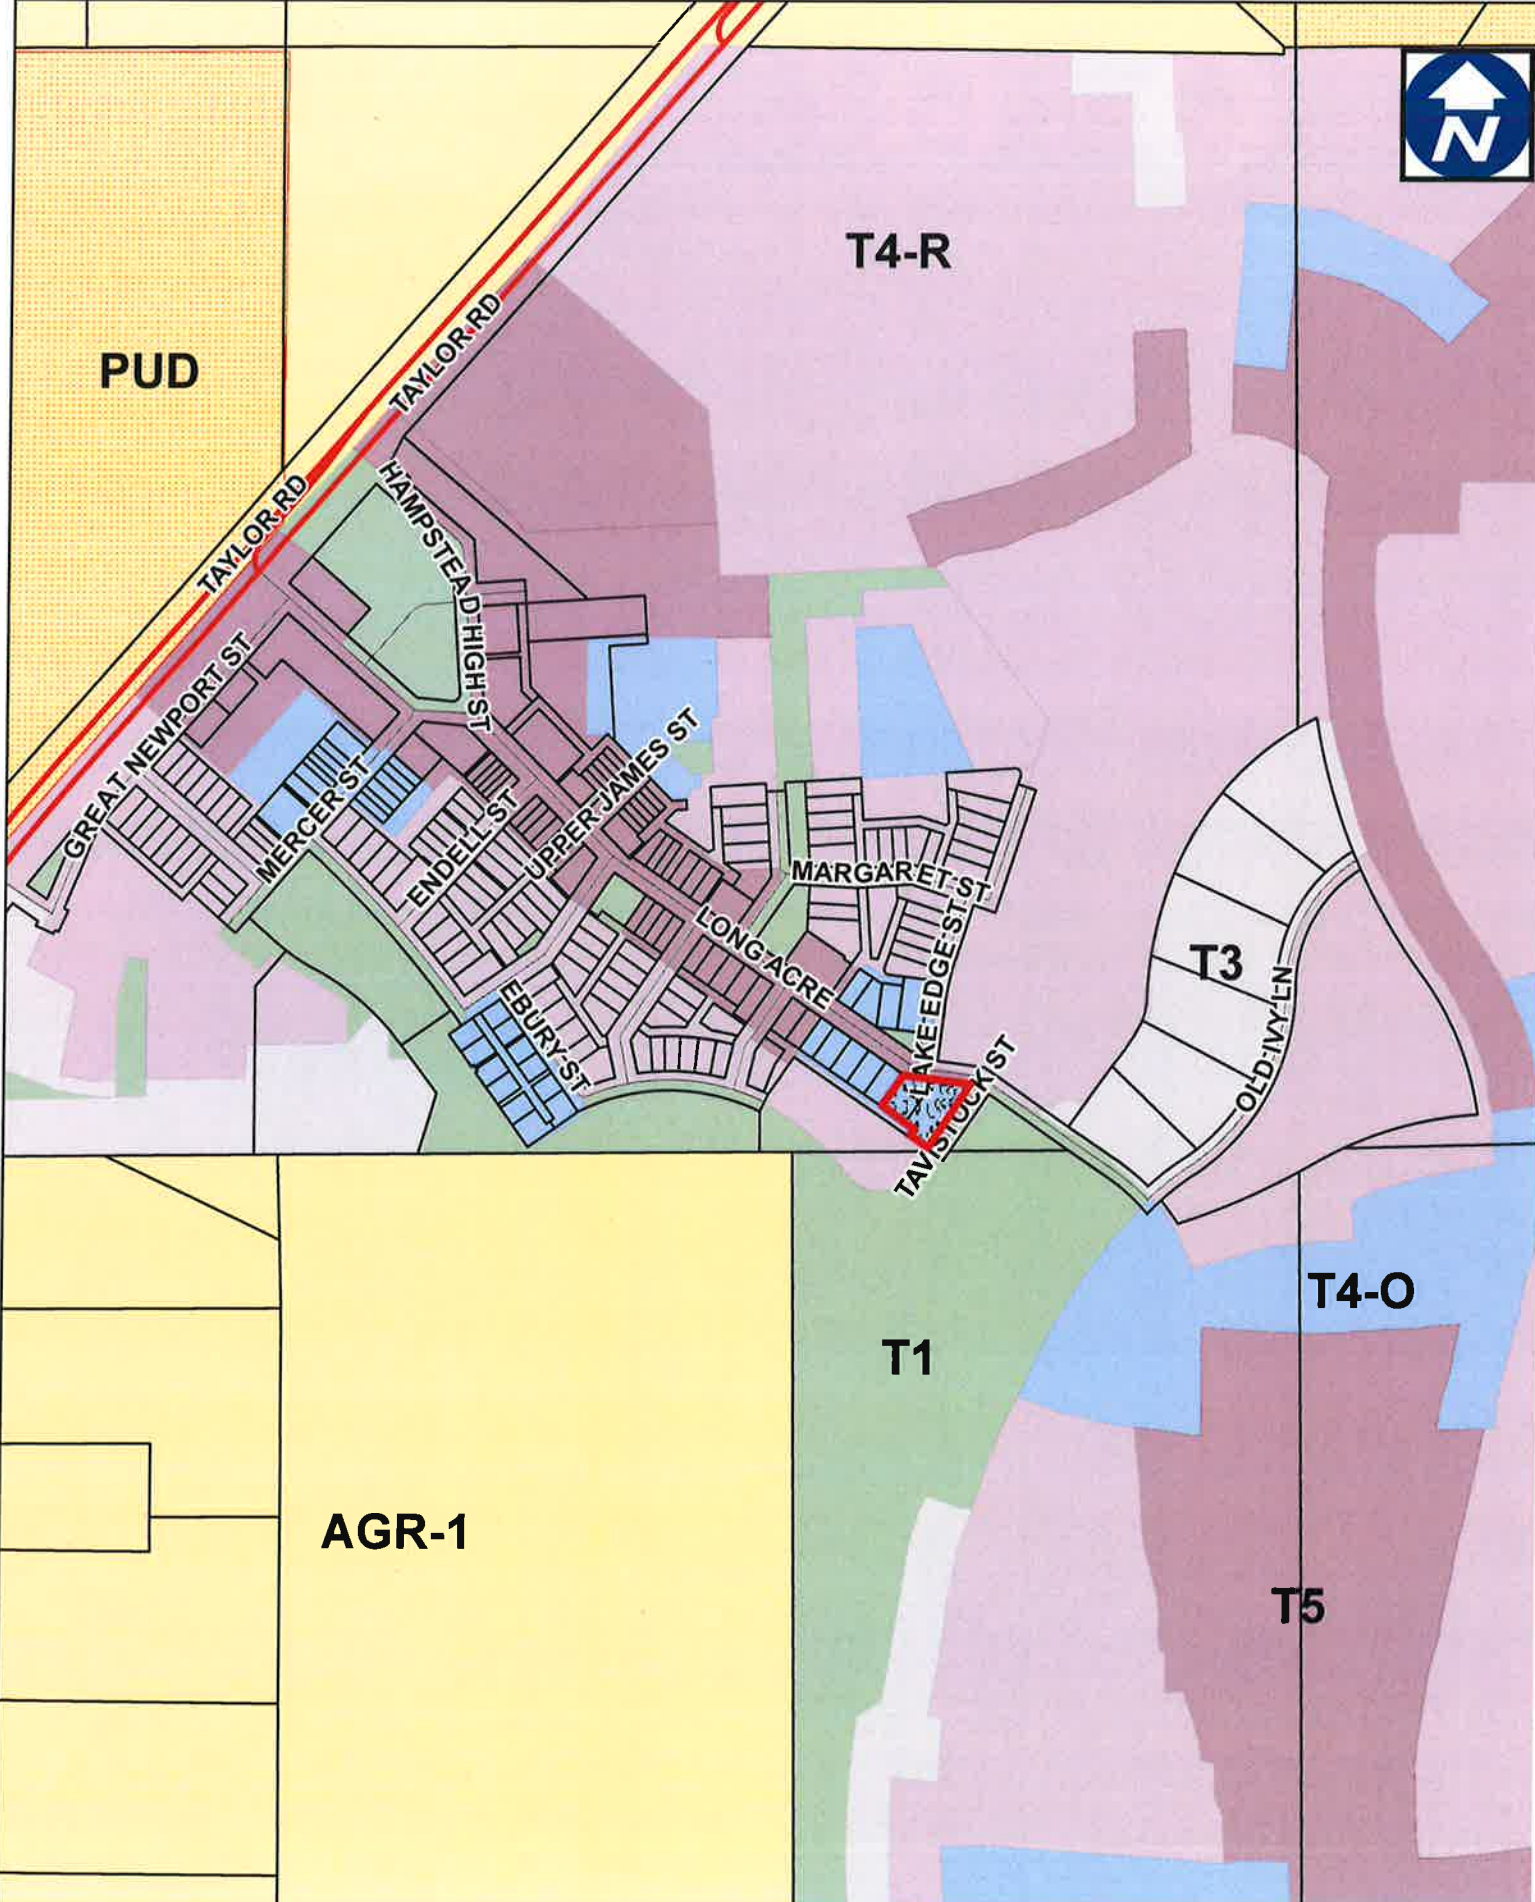 N
T4-R
TAYLOR RD
PUD
TAYLOR RD
HAMPSTEAD HIGH ST
GREAT NEWPORT ST
UPPER JAMES ST
MERCER ST
ENDELL ST
MARGARET ST
LONG ACRE
LAKE EDGE ST
T3
EBURY ST
OLD IVY LN
TAVISTOCK ST
T4-O
T1
AGR-1
T5